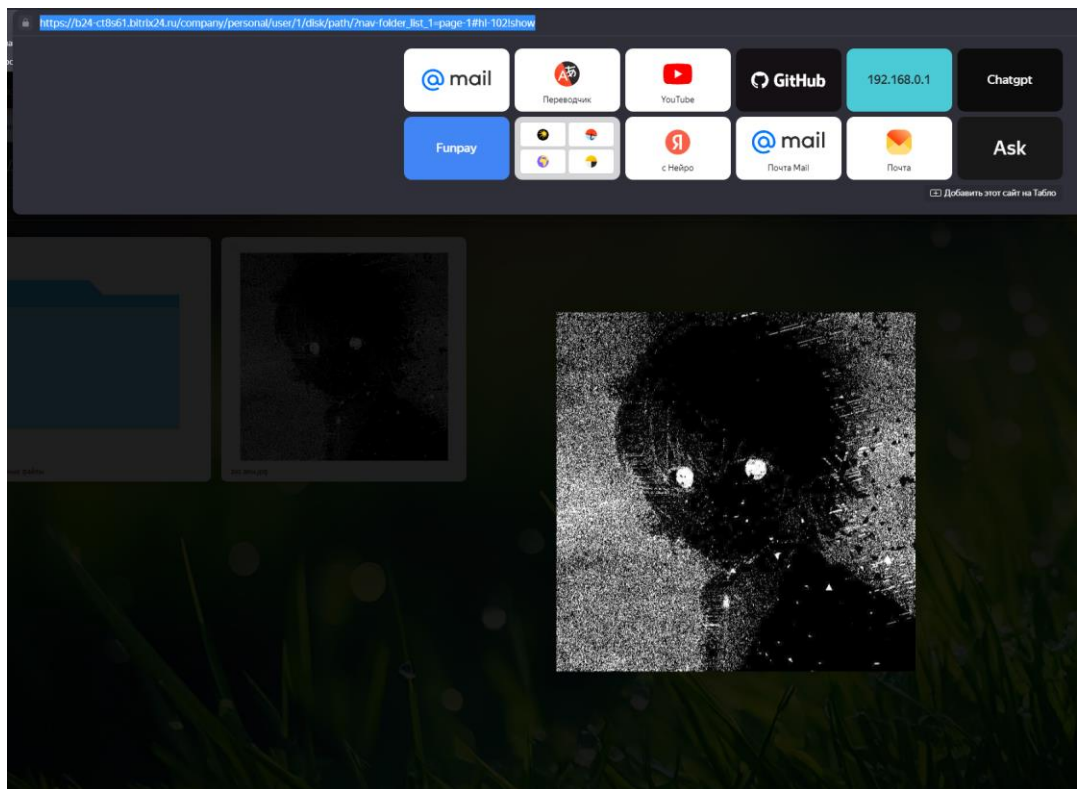 https://b24-ct8s61.bitrix24.ru/company/personal/user/1/disk/path/?nav-folder_list_1=page-1#hl-102!show
@ mail
Переводчик
YouTube
GitHub
192.168.0.1
Chatgpt
Funpay
Я
с Нейро
@ mail
Почта Mail
Почта
Ask
Добавить этот сайт на Табло